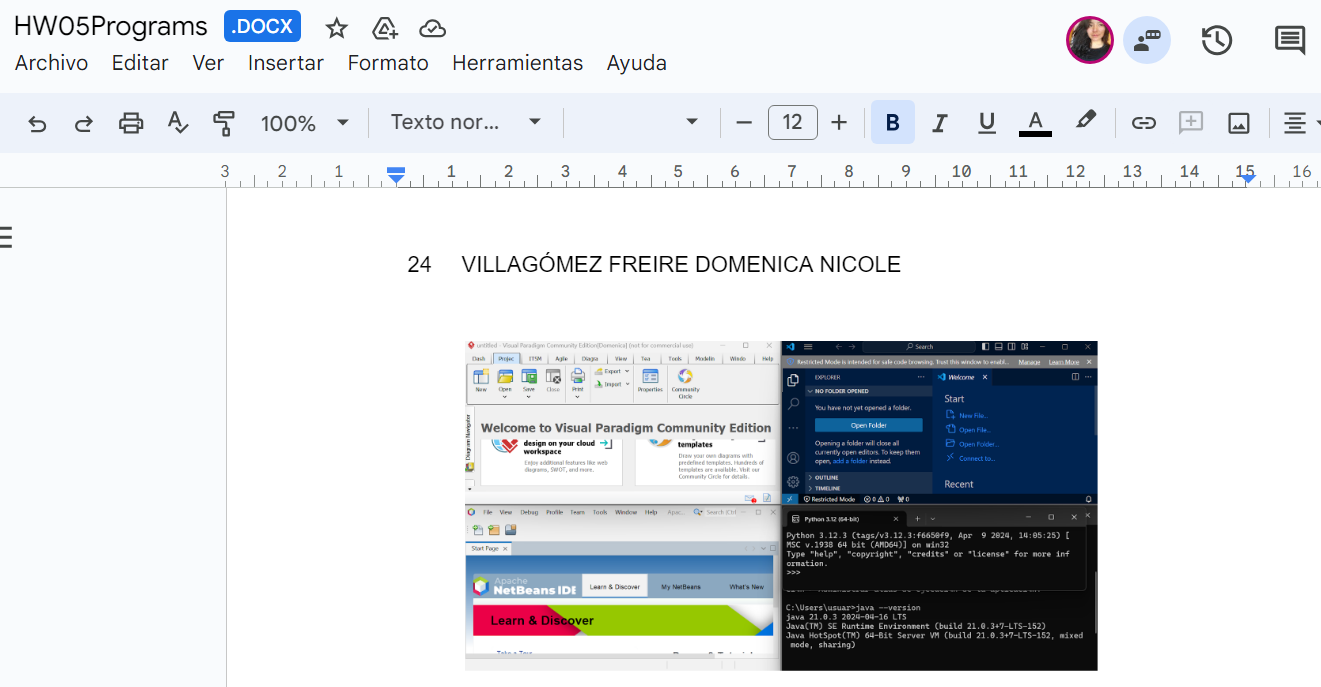 HW05Programs .DOCX
Archivo Editar Ver Insertar Formato Herramientas Ayuda
100% Texto nor... 12 B I U A
3 2 1 1 2 3 4 5 6 7 8 9 10 11 12 13 14 15 16
24 VILLAGÓMEZ FREIRE DOMENICA NICOLE
untitled - Visual Paradigm Community Edition(Domenica) (not for commercial use)
Dash Projec ITSM Agile Diagra View Tea Tools Modelin Windo Help
New Open Save Close Print Export Import Properties Community
Circle
Diagram Navigator
Welcome to Visual Paradigm Community Edition
design on your cloud
workspace
Enjoy additional features like web
diagrams, SWOT, and more.
templates
Draw your own diagrams with
predefined templates. Hundreds of
templates are available. Visit our
Community Circle for details.
Search
Restricted Mode is intended for safe code browsing. Trust this window to enabl... Manage Learn More
EXPLORER
Welcome
NO FOLDER OPENED
You have not yet opened a folder.
Open Folder
Opening a folder will close all
currently open editors. To keep them
open, add a folder instead.
OUTLINE
TIMELINE
Start
New File...
Open File...
Open Folder...
Connect to...
Recent
Restricted Mode 0 0 0
File View Debug Profile Team Tools Window Help Apac... Search (Ctrl
Start Page
Apache
NetBeans IDE
Learn & Discover My NetBeans What's New
Learn & Discover
Python 3.12 (64-bit)
Python 3.12.3 (tags/v3.12.3:f6650f9, Apr 9 2024, 14:05:25) [
MSC v.1938 64 bit (AMD64)] on win32
Type "help", "copyright", "credits" or "license" for more inf
ormation.
>>>
C:\Users\usuar>java --version
java 21.0.3 2024-04-16 LTS
Java(TM) SE Runtime Environment (build 21.0.3+7-LTS-152)
Java HotSpot(TM) 64-Bit Server VM (build 21.0.3+7-LTS-152, mixed
mode, sharing)